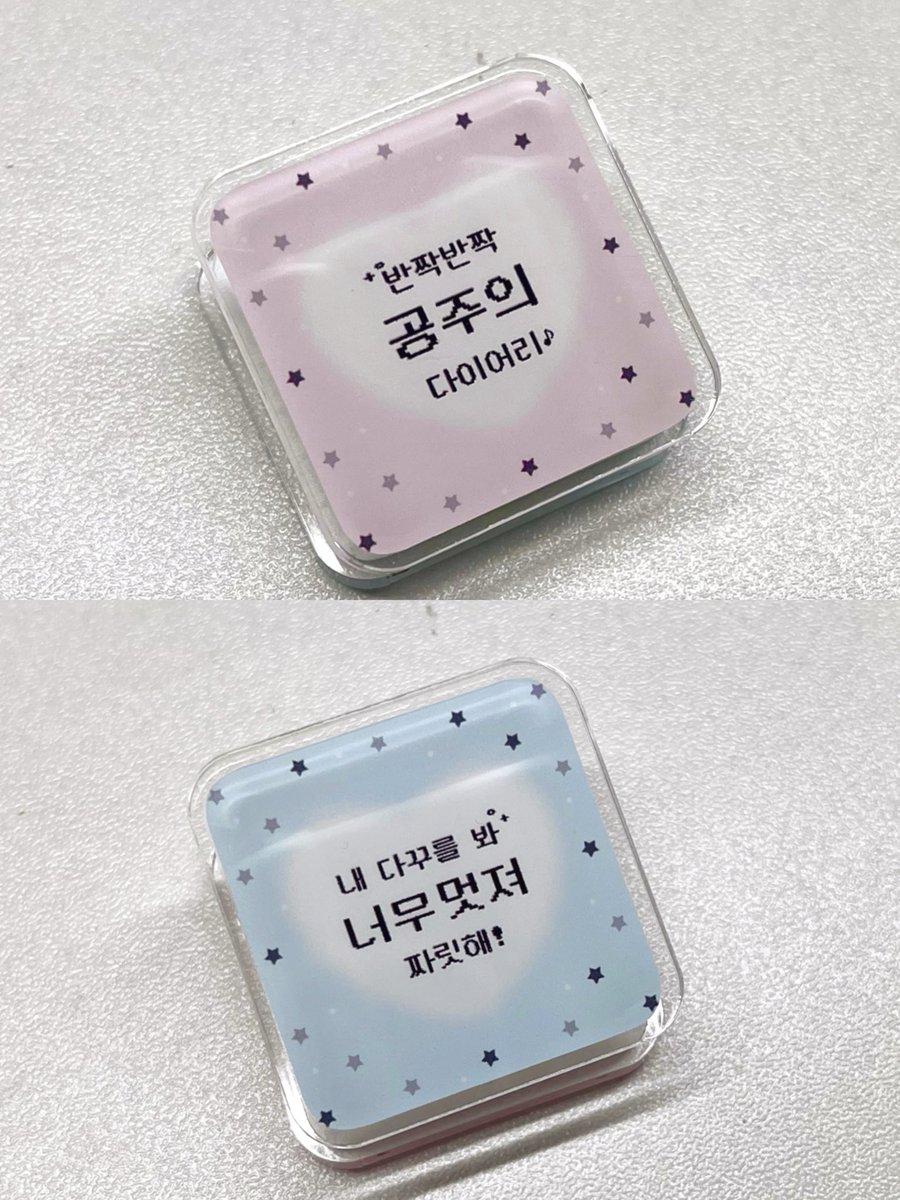 반짝반짝
공주의
다이어리♪
내 다꾸를 봐
너무멋져
짜릿해!